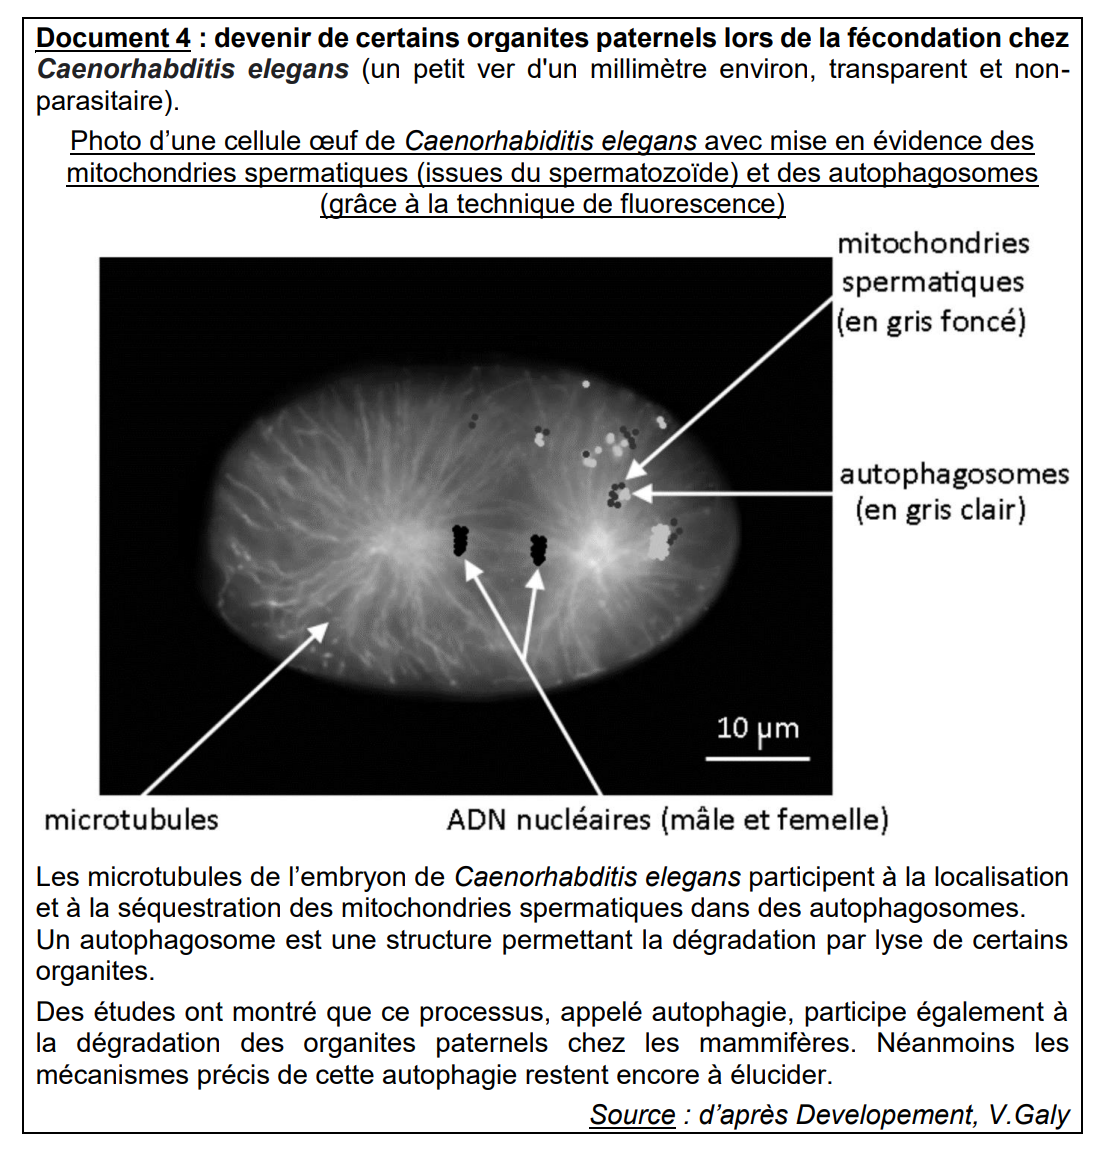 Document 4 : devenir de certains organites paternels lors de la fécondation chez
Caenorhabditis elegans (un petit ver d'un millimètre environ, transparent et non-
parasitaire).
Photo d’une cellule œuf de Caenorhabiditis elegans avec mise en évidence des
mitochondries spermatiques (issues du spermatozoïde) et des autophagosomes
(grâce à la technique de fluorescence)
mitochondries
spermatiques
(en gris foncé)
autophagosomes
(en gris clair)
10 µm
microtubules
ADN nucléaires (mâle et femelle)
Les microtubules de l’embryon de Caenorhabditis elegans participent à la localisation
et à la séquestration des mitochondries spermatiques dans des autophagosomes.
Un autophagosome est une structure permettant la dégradation par lyse de certains
organites.
Des études ont montré que ce processus, appelé autophagie, participe également à
la dégradation des organites paternels chez les mammifères. Néanmoins les
mécanismes précis de cette autophagie restent encore à élucider.
Source : d’après Developement, V.Galy